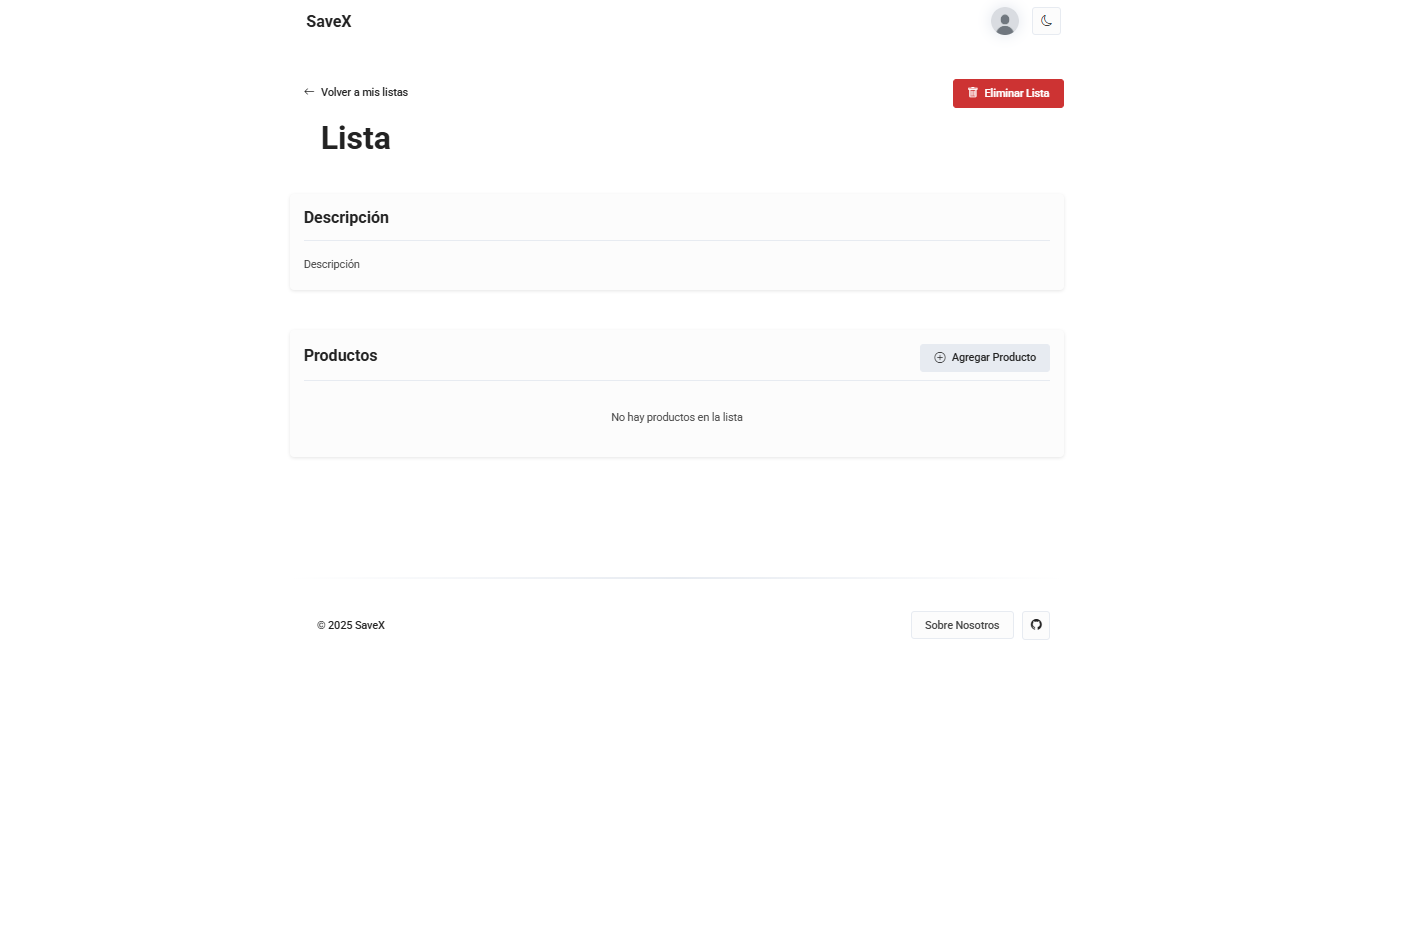 SaveX
Volver a mis listas
Eliminar Lista
Lista
Descripción
Descripción
Productos
Agregar Producto
No hay productos en la lista
© 2025 SaveX
Sobre Nosotros